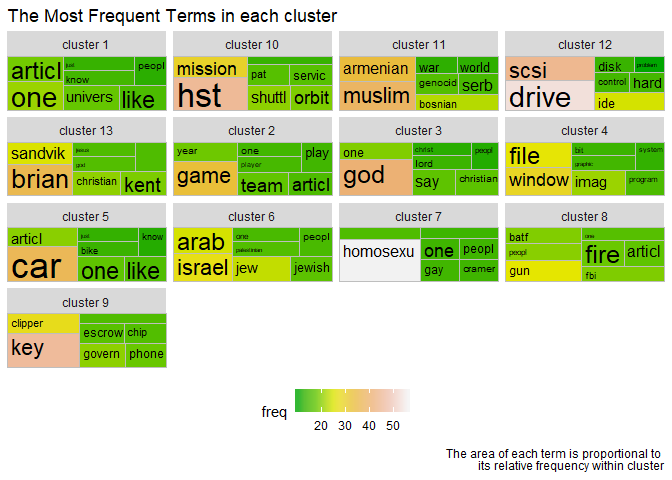 The Most Frequent Terms in each cluster
cluster 1
articl
just
peopl
know
one
univers
like
cluster 10
mission
pat
servic
hst
shuttl
orbit
cluster 11
armenian
war
world
genocid
serb
muslim
bosnian
cluster 12
scsi
disk
problem
control
hard
drive
ide
cluster 13
sandvik
jesus
god
brian
christian
kent
cluster 2
year
one
play
player
game
team
articl
cluster 3
one
christ
peopl
lord
god
say
christian
cluster 4
file
bit
system
graphic
window
imag
program
cluster 5
articl
just
know
bike
car
one
like
cluster 6
arab
one
peopl
palestinian
israel
jew
jewish
cluster 7
homosexu
one
peopl
gay
cramer
cluster 8
batf
peopl
fire
articl
gun
fbi
cluster 9
clipper
escrow
chip
key
govern
phone
freq
20 30 40 50
The area of each term is proportional to
its relative frequency within cluster